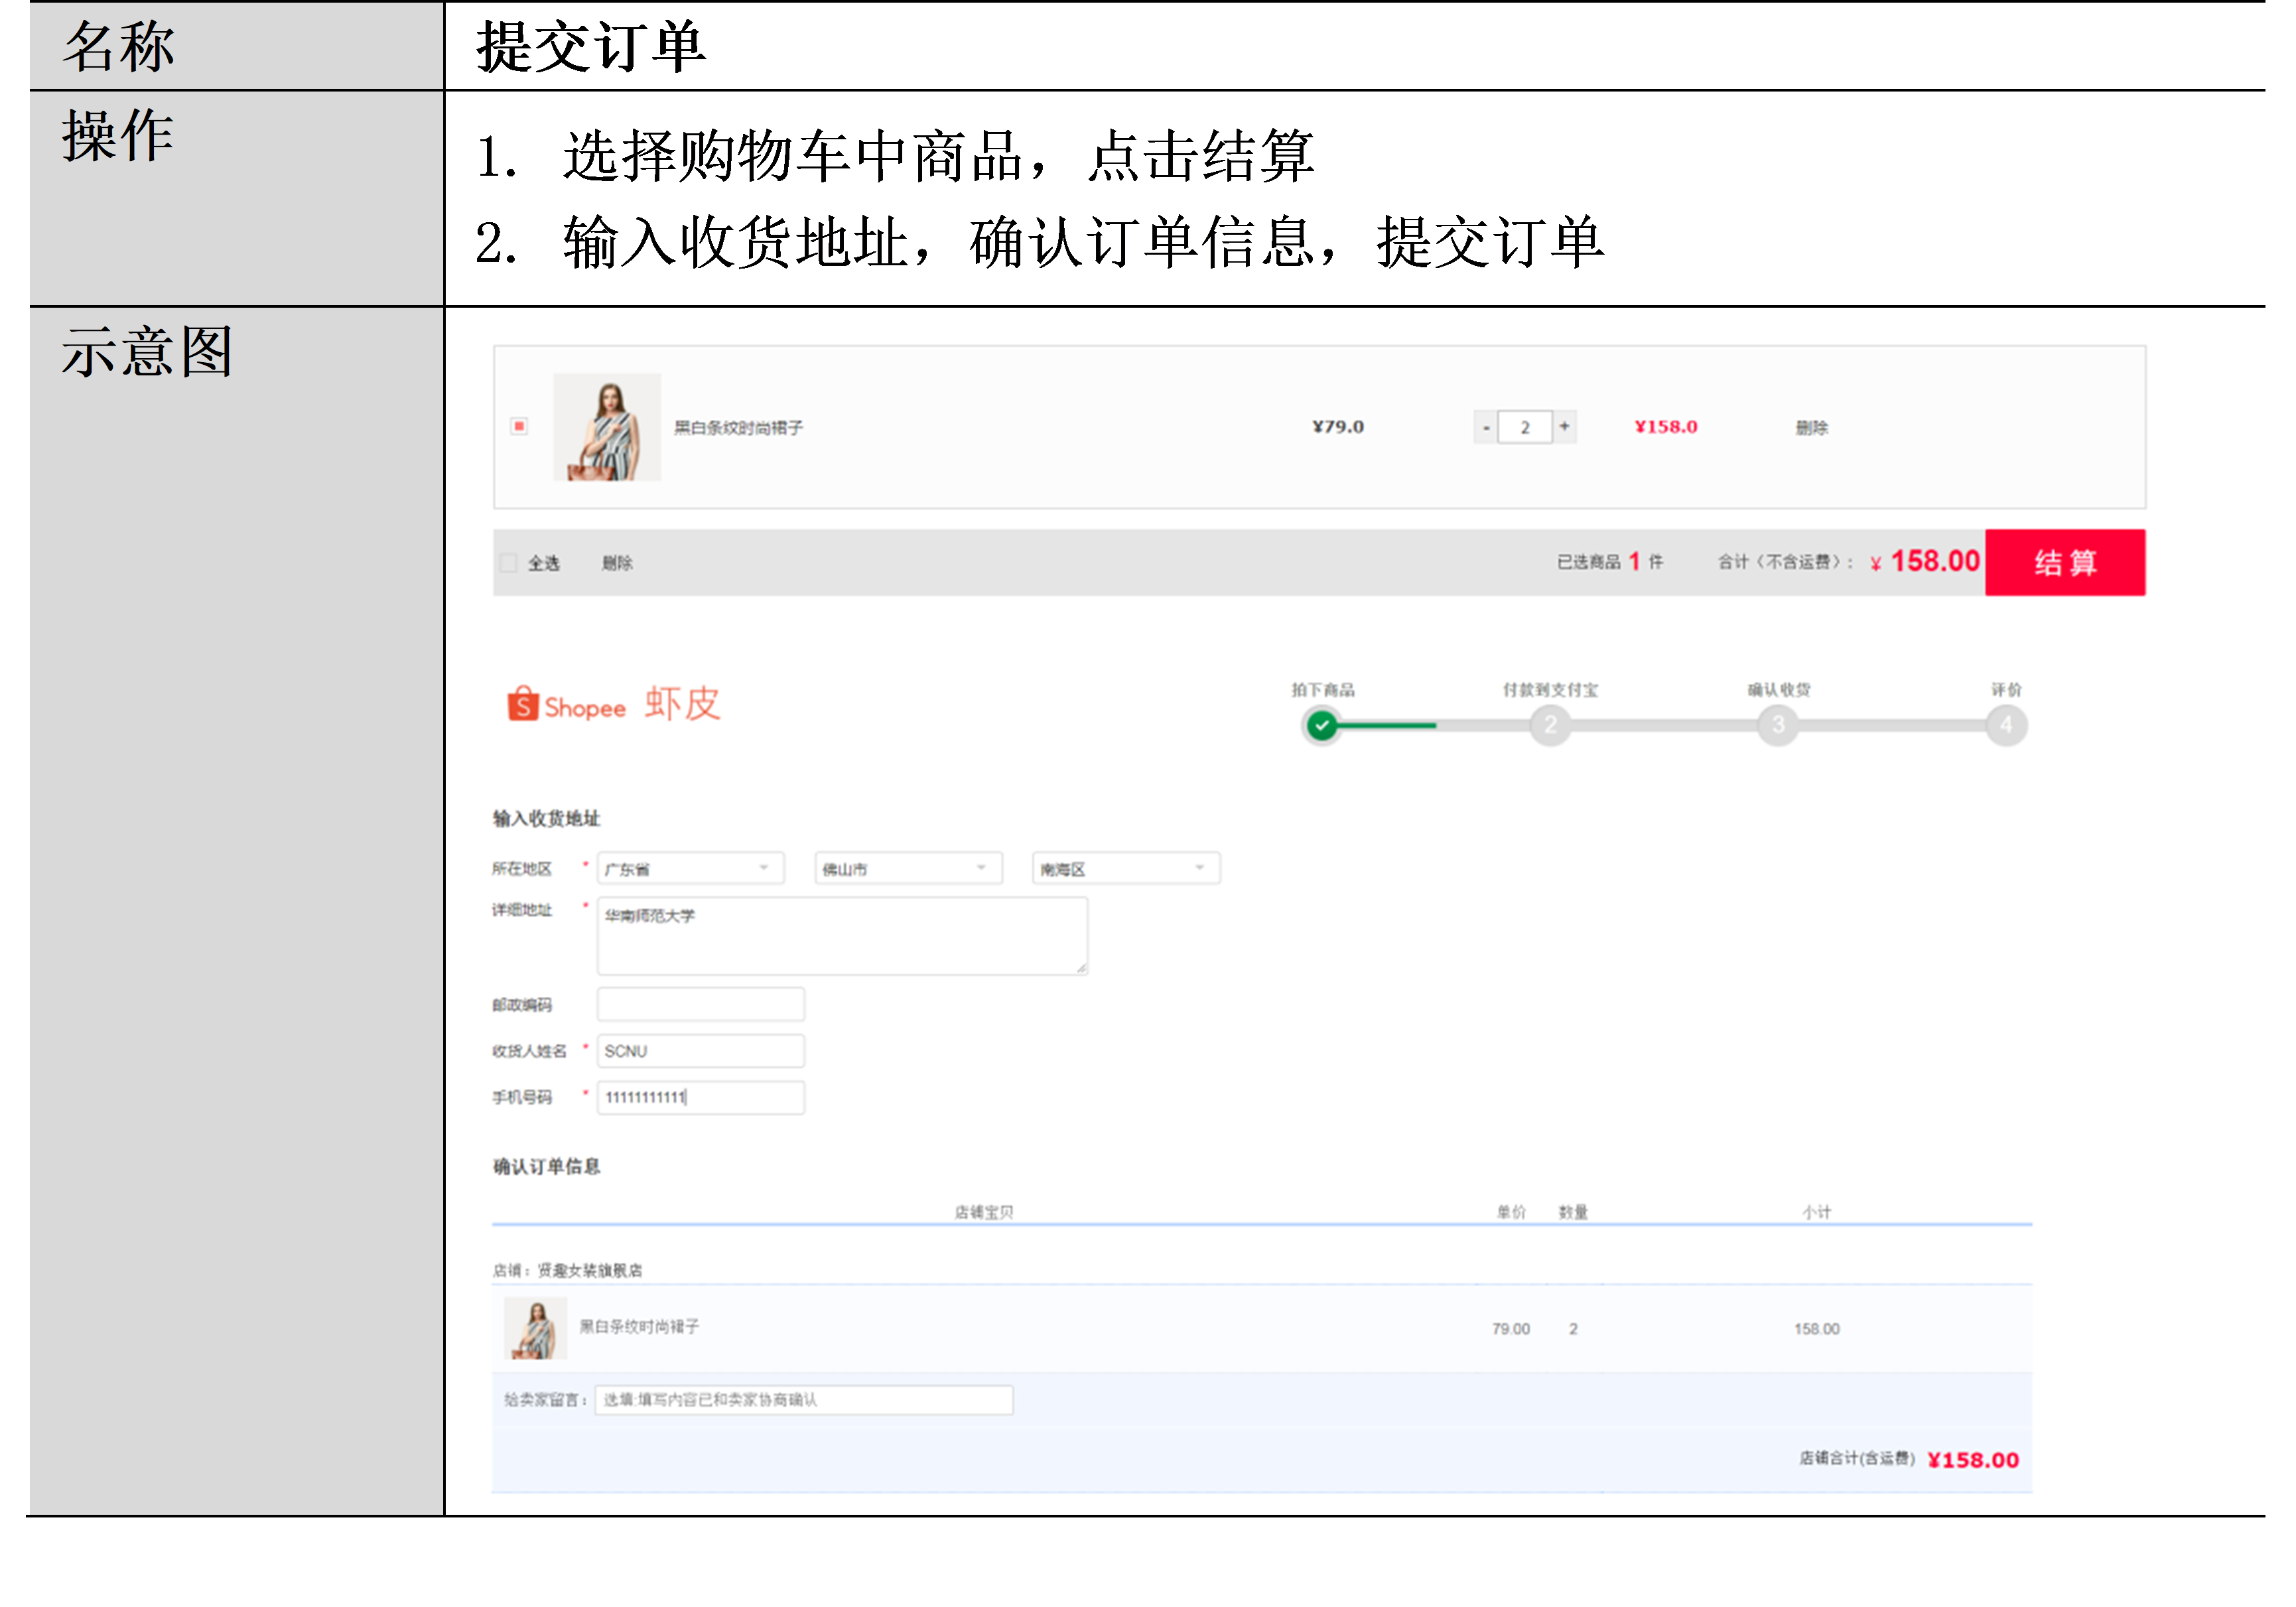 名称 提交订单
操作
1. 选择购物车中商品，点击结算
2. 输入收货地址，确认订单信息，提交订单
示意图
黑白条纹时尚裙子 ¥79.0 - 2 + ¥158.0 删除
全选 删除 已选商品 1 件 合计（不含运费）： ¥ 158.00 结算
Shopee 虾皮
拍下商品 付款到支付宝 确认收货 评价
2 3 4
输入收货地址
所在地区 * 广东省 佛山市 南海区
详细地址 * 华南师范大学
邮政编码
收货人姓名 * SCNU
手机号码 * 11111111111
确认订单信息
店铺宝贝 单价 数量 小计
店铺：贤趣女装旗舰店
黑白条纹时尚裙子 79.00 2 158.00
给卖家留言： 选填:填写内容已和卖家协商确认
店铺合计(含运费) ¥158.00